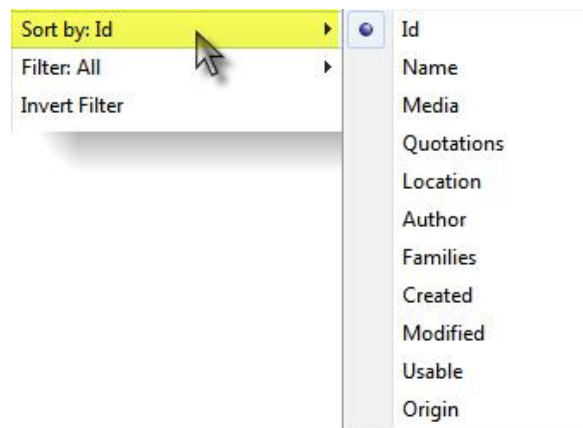 Sort by: Id
Filter: All
Invert Filter
Id
Name
Media
Quotations
Location
Author
Families
Created
Modified
Usable
Origin